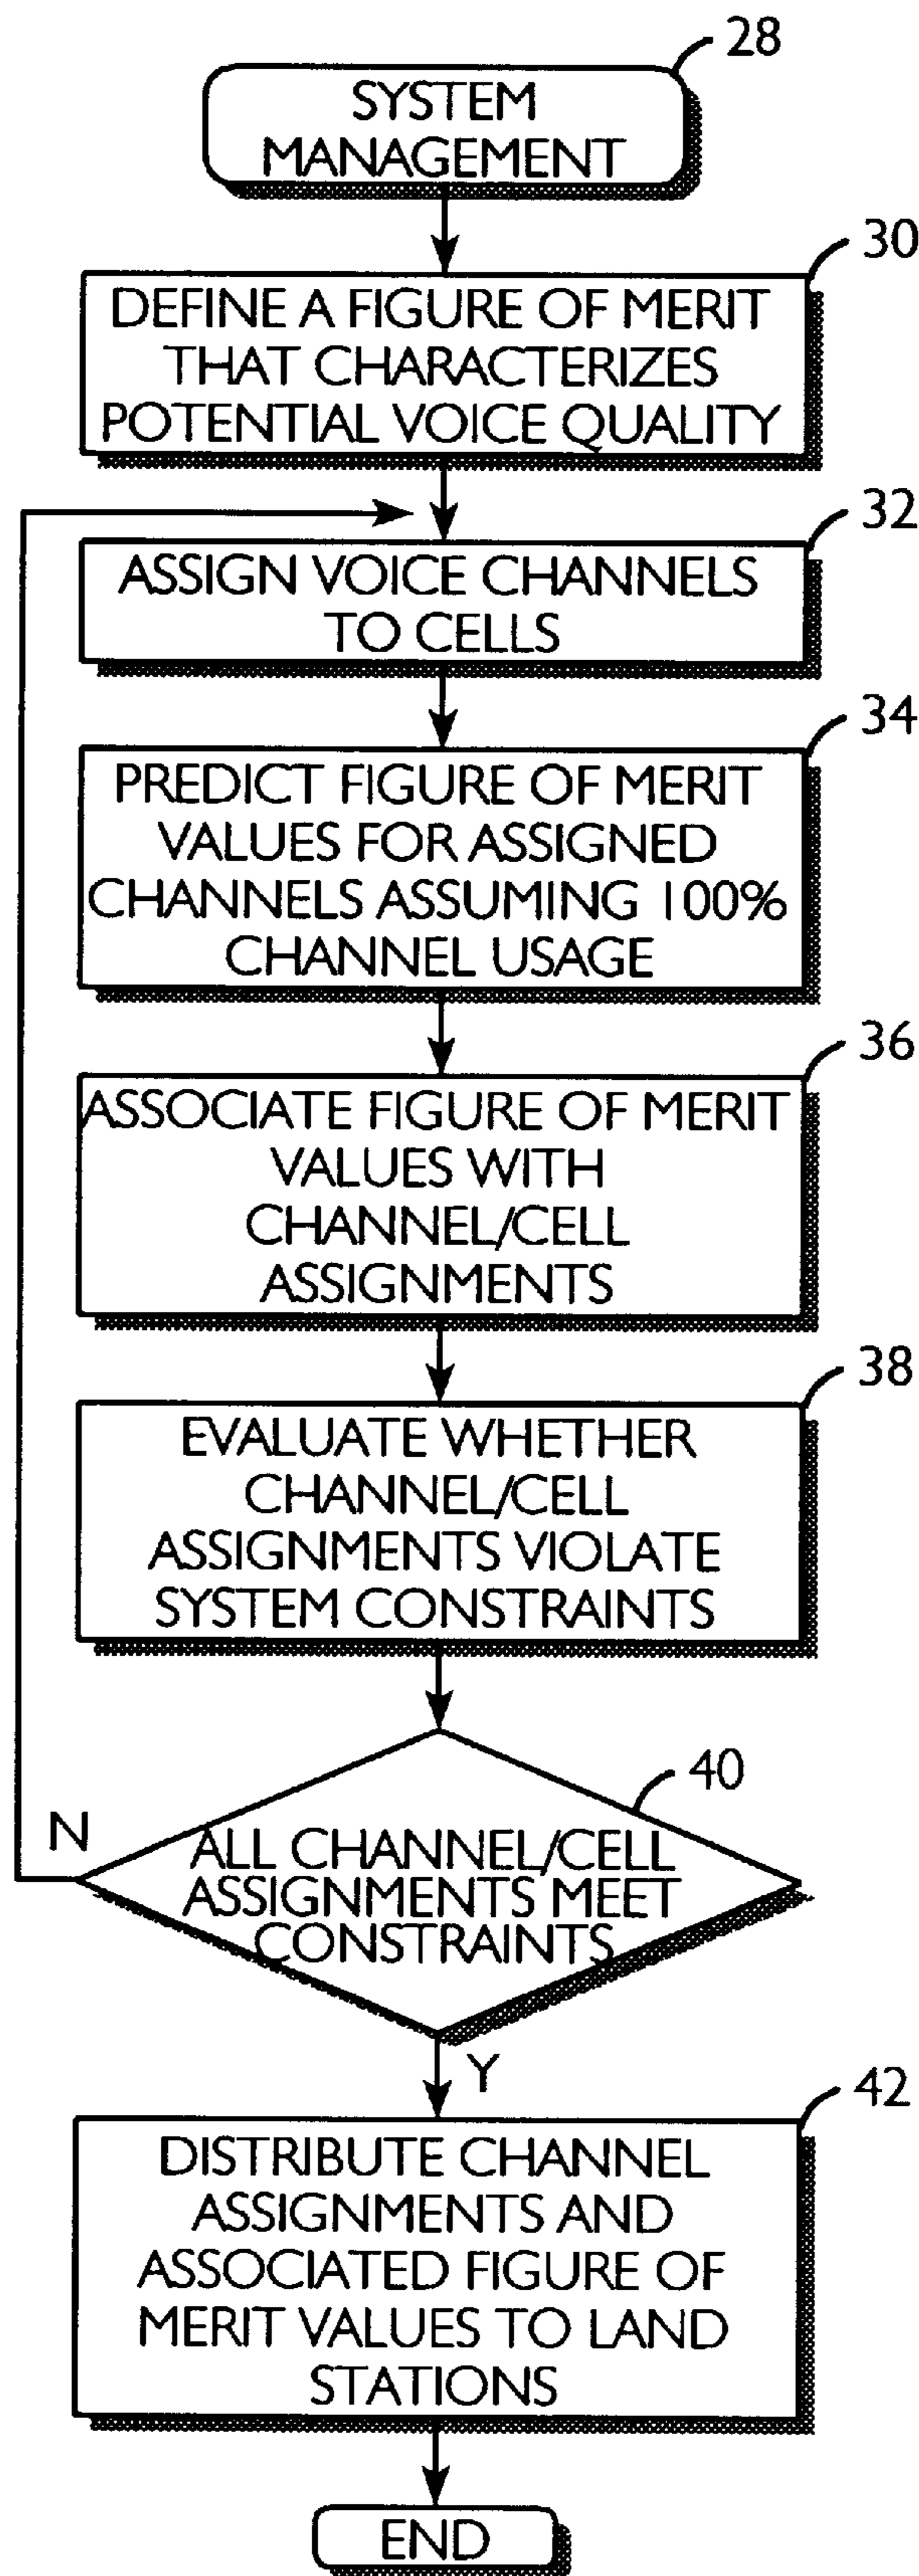 28
SYSTEM
MANAGEMENT
30
DEFINE A FIGURE OF MERIT
THAT CHARACTERIZES
POTENTIAL VOICE QUALITY
32
ASSIGN VOICE CHANNELS
TO CELLS
34
PREDICT FIGURE OF MERIT
VALUES FOR ASSIGNED
CHANNELS ASSUMING 100%
CHANNEL USAGE
36
ASSOCIATE FIGURE OF MERIT
VALUES WITH
CHANNEL/CELL
ASSIGNMENTS
38
EVALUATE WHETHER
CHANNEL/CELL
ASSIGNMENTS VIOLATE
SYSTEM CONSTRAINTS
40
N
ALL CHANNEL/CELL
ASSIGNMENTS MEET
CONSTRAINTS
Y
42
DISTRIBUTE CHANNEL
ASSIGNMENTS AND
ASSOCIATED FIGURE OF
MERIT VALUES TO LAND
STATIONS
END